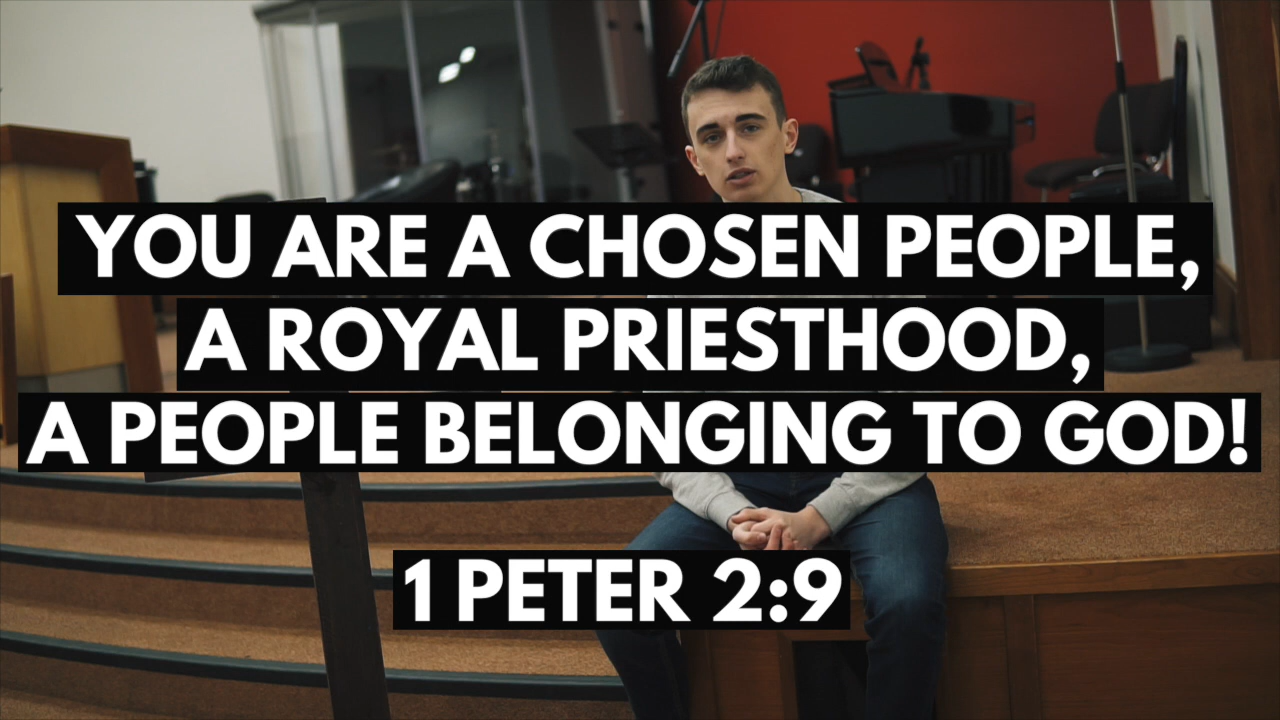 YOU ARE A CHOSEN PEOPLE,
A ROYAL PRIESTHOOD,
A PEOPLE BELONGING TO GOD!
1 PETER 2:9